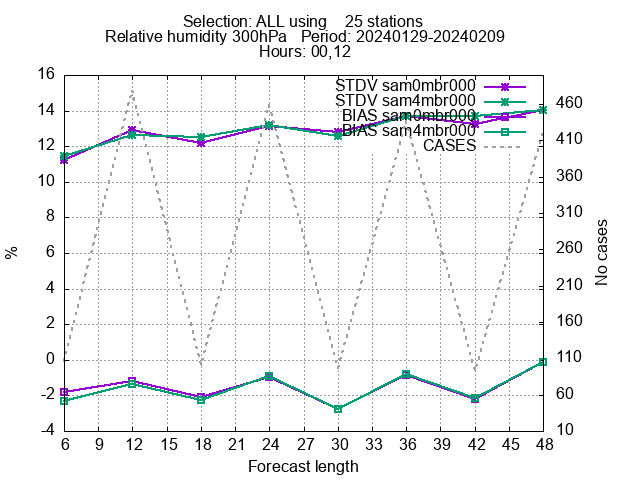 Selection: ALL using    25 stations
Relative humidity 300hPa   Period: 20240129-20240209
Hours: 00,12
STDV sam0mbr000
STDV sam4mbr000
BIAS sam0mbr000
BIAS sam4mbr000
CASES
16
14
12
10
8
6
4
2
0
-2
-4
%
460
410
360
310
260
210
160
110
60
10
No cases
6 9 12 15 18 21 24 27 30 33 36 39 42 45 48
Forecast length